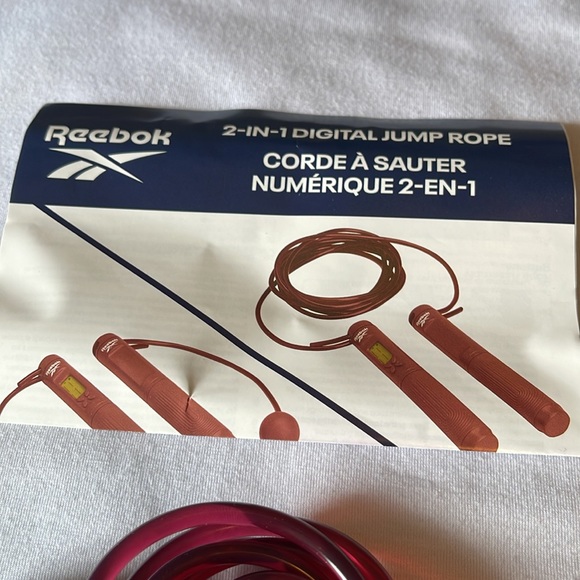 Reebok
2-IN-1 DIGITAL JUMP ROPE
CORDE À SAUTER
NUMÉRIQUE 2-EN-1